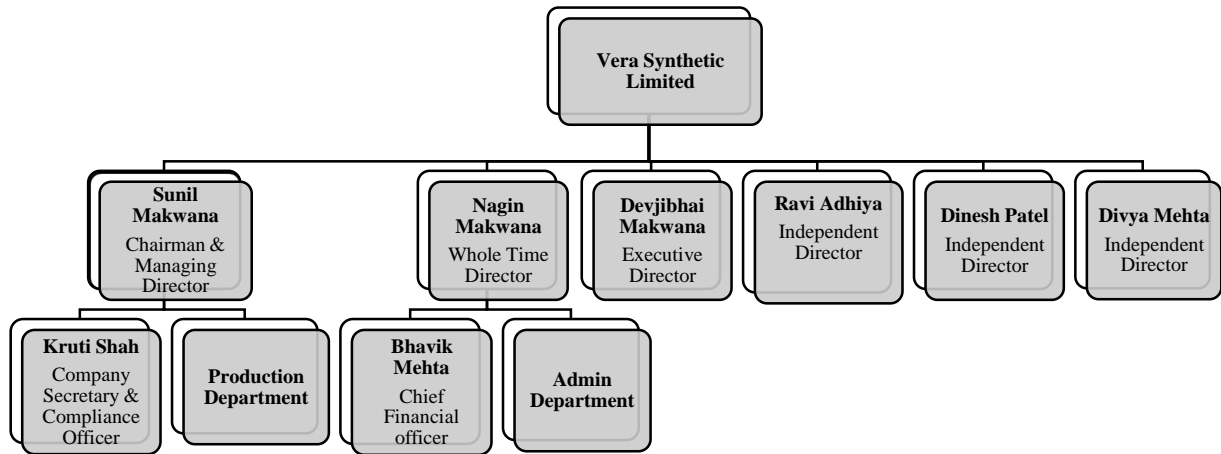 Vera Synthetic
Limited
Sunil
Makwana
Chairman &
Managing
Director
Nagin
Makwana
Whole Time
Director
Devjibhai
Makwana
Executive
Director
Ravi Adhiya
Independent
Director
Dinesh Patel
Independent
Director
Divya Mehta
Independent
Director
Kruti Shah
Company
Secretary &
Compliance
Officer
Production
Department
Bhavik
Mehta
Chief
Financial
officer
Admin
Department